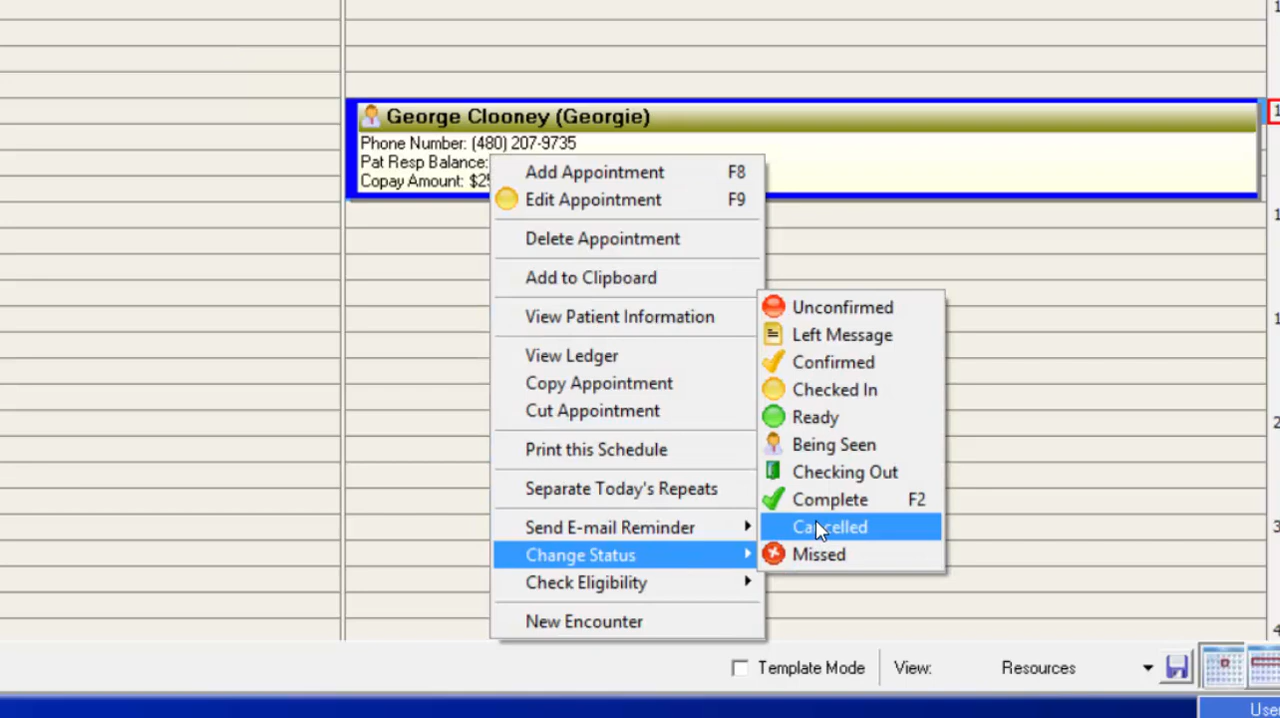 George Clooney (Georgie)
Phone Number: (480) 207-9735
Pat Resp Balance:
Copay Amount:
Add Appointment F8
Edit Appointment F9
Delete Appointment
Add to Clipboard
View Patient Information
View Ledger
Copy Appointment
Cut Appointment
Print this Schedule
Separate Today's Repeats
Send E-mail Reminder
Change Status
Check Eligibility
New Encounter
Unconfirmed
Left Message
Confirmed
Checked In
Ready
Being Seen
Checking Out
Complete F2
Cancelled
Missed
Template Mode View: Resources